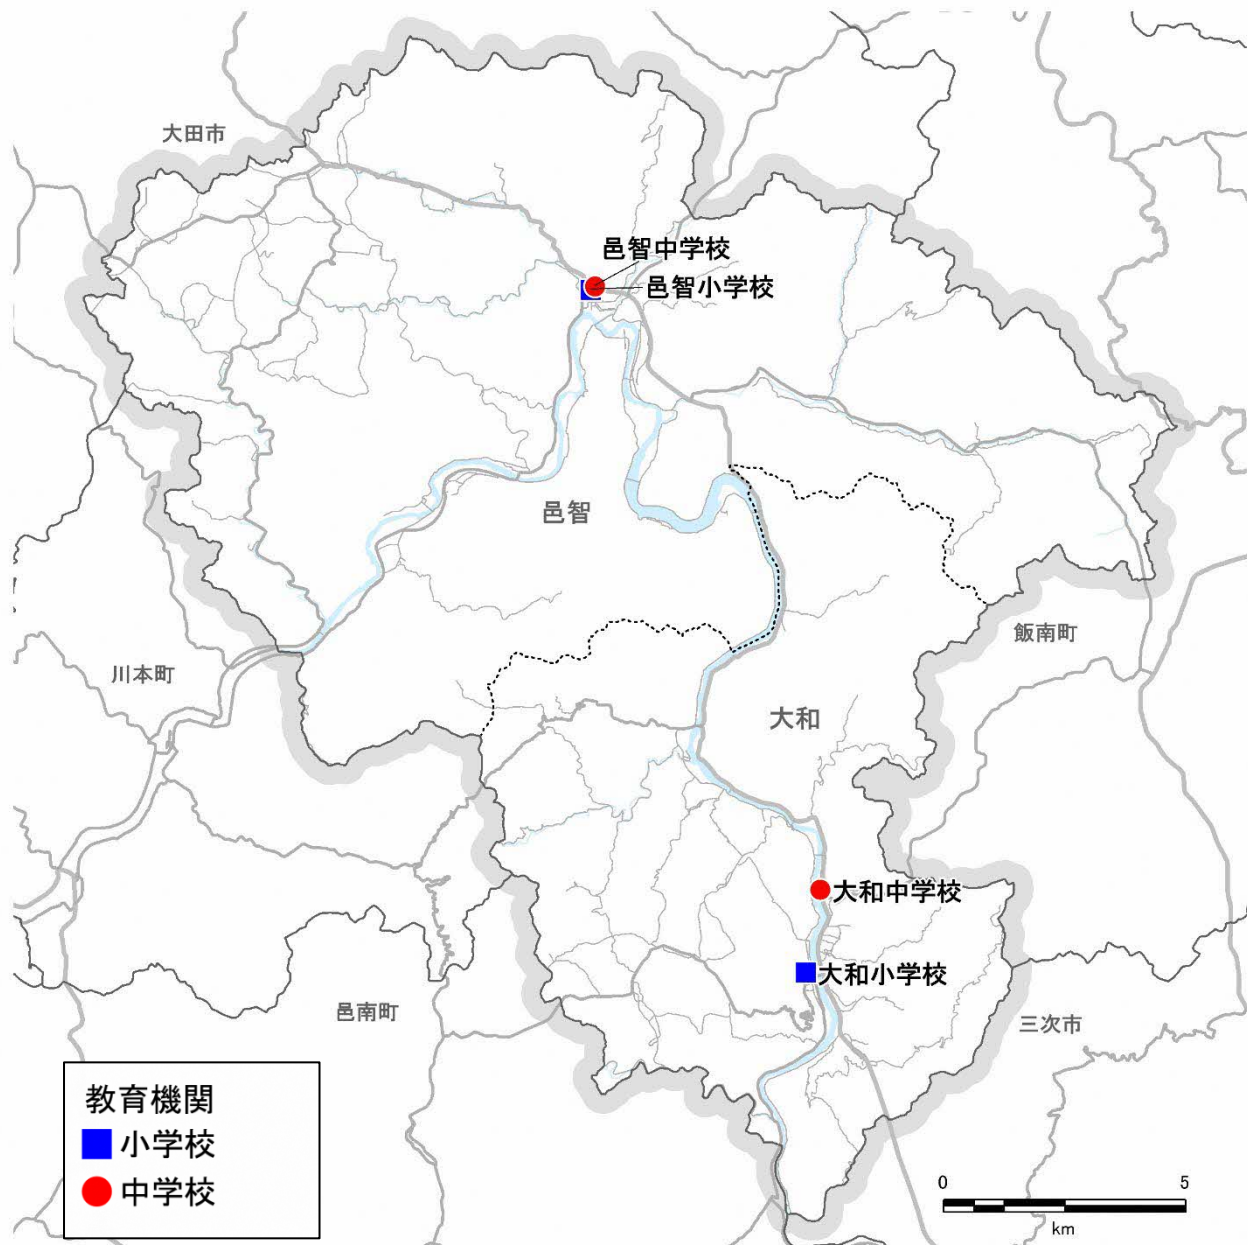 大田市
邑智中学校
邑智小学校
邑智
飯南町
川本町
大和
大和中学校
大和小学校
邑南町
三次市
教育機関
小学校
中学校
0 5
km